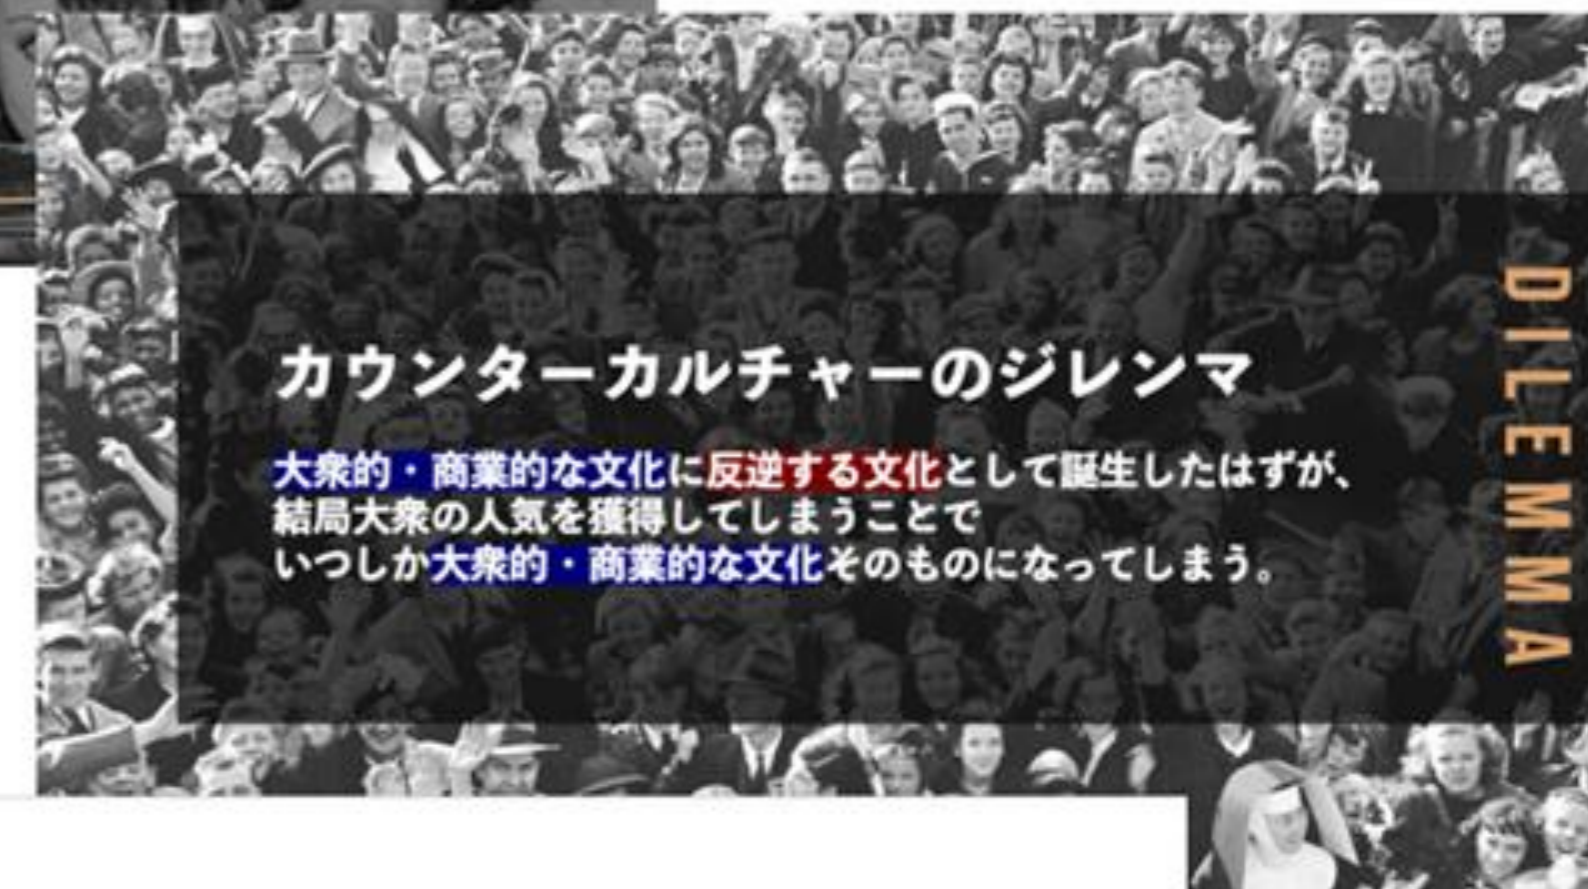 カウンターカルチャーのジレンマ
大衆的・商業的な文化に反逆する文化として誕生したはずが、
結局大衆の人気を獲得してしまうことで
いつしか大衆的・商業的な文化そのものになってしまう。
DILEMMA